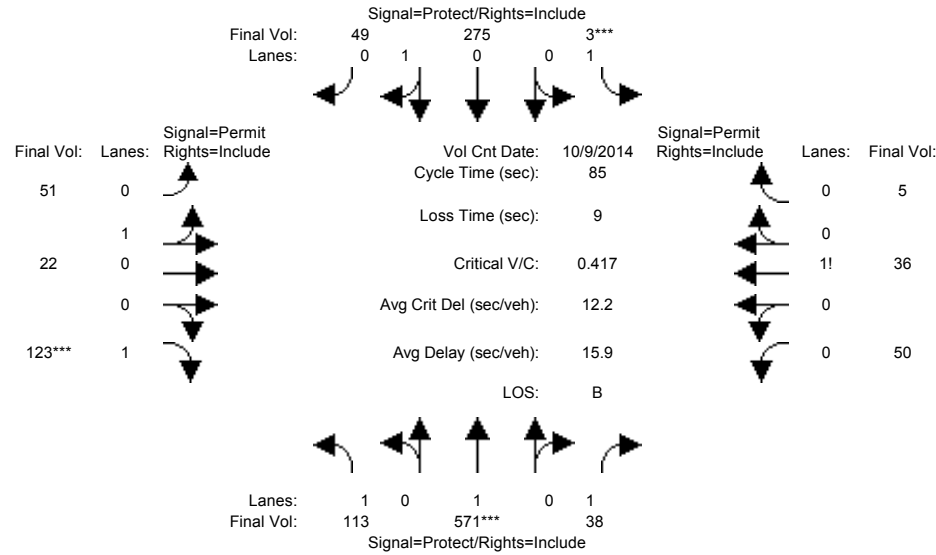 Signal=Protect/Rights=Include
Final Vol: 49 275 3***
Lanes: 0 1 0 0 1
Signal=Permit
Final Vol: Lanes: Rights=Include
Vol Cnt Date: 10/9/2014
Signal=Permit
Rights=Include Lanes: Final Vol:
Cycle Time (sec): 85
51 0
0 5
Loss Time (sec): 9
1
0
22 0
Critical V/C: 0.417
1! 36
0
Avg Crit Del (sec/veh): 12.2
0
123*** 1
Avg Delay (sec/veh): 15.9
0 50
LOS: B
Lanes: 1 0 1 0 1
Final Vol: 113 571*** 38
Signal=Protect/Rights=Include